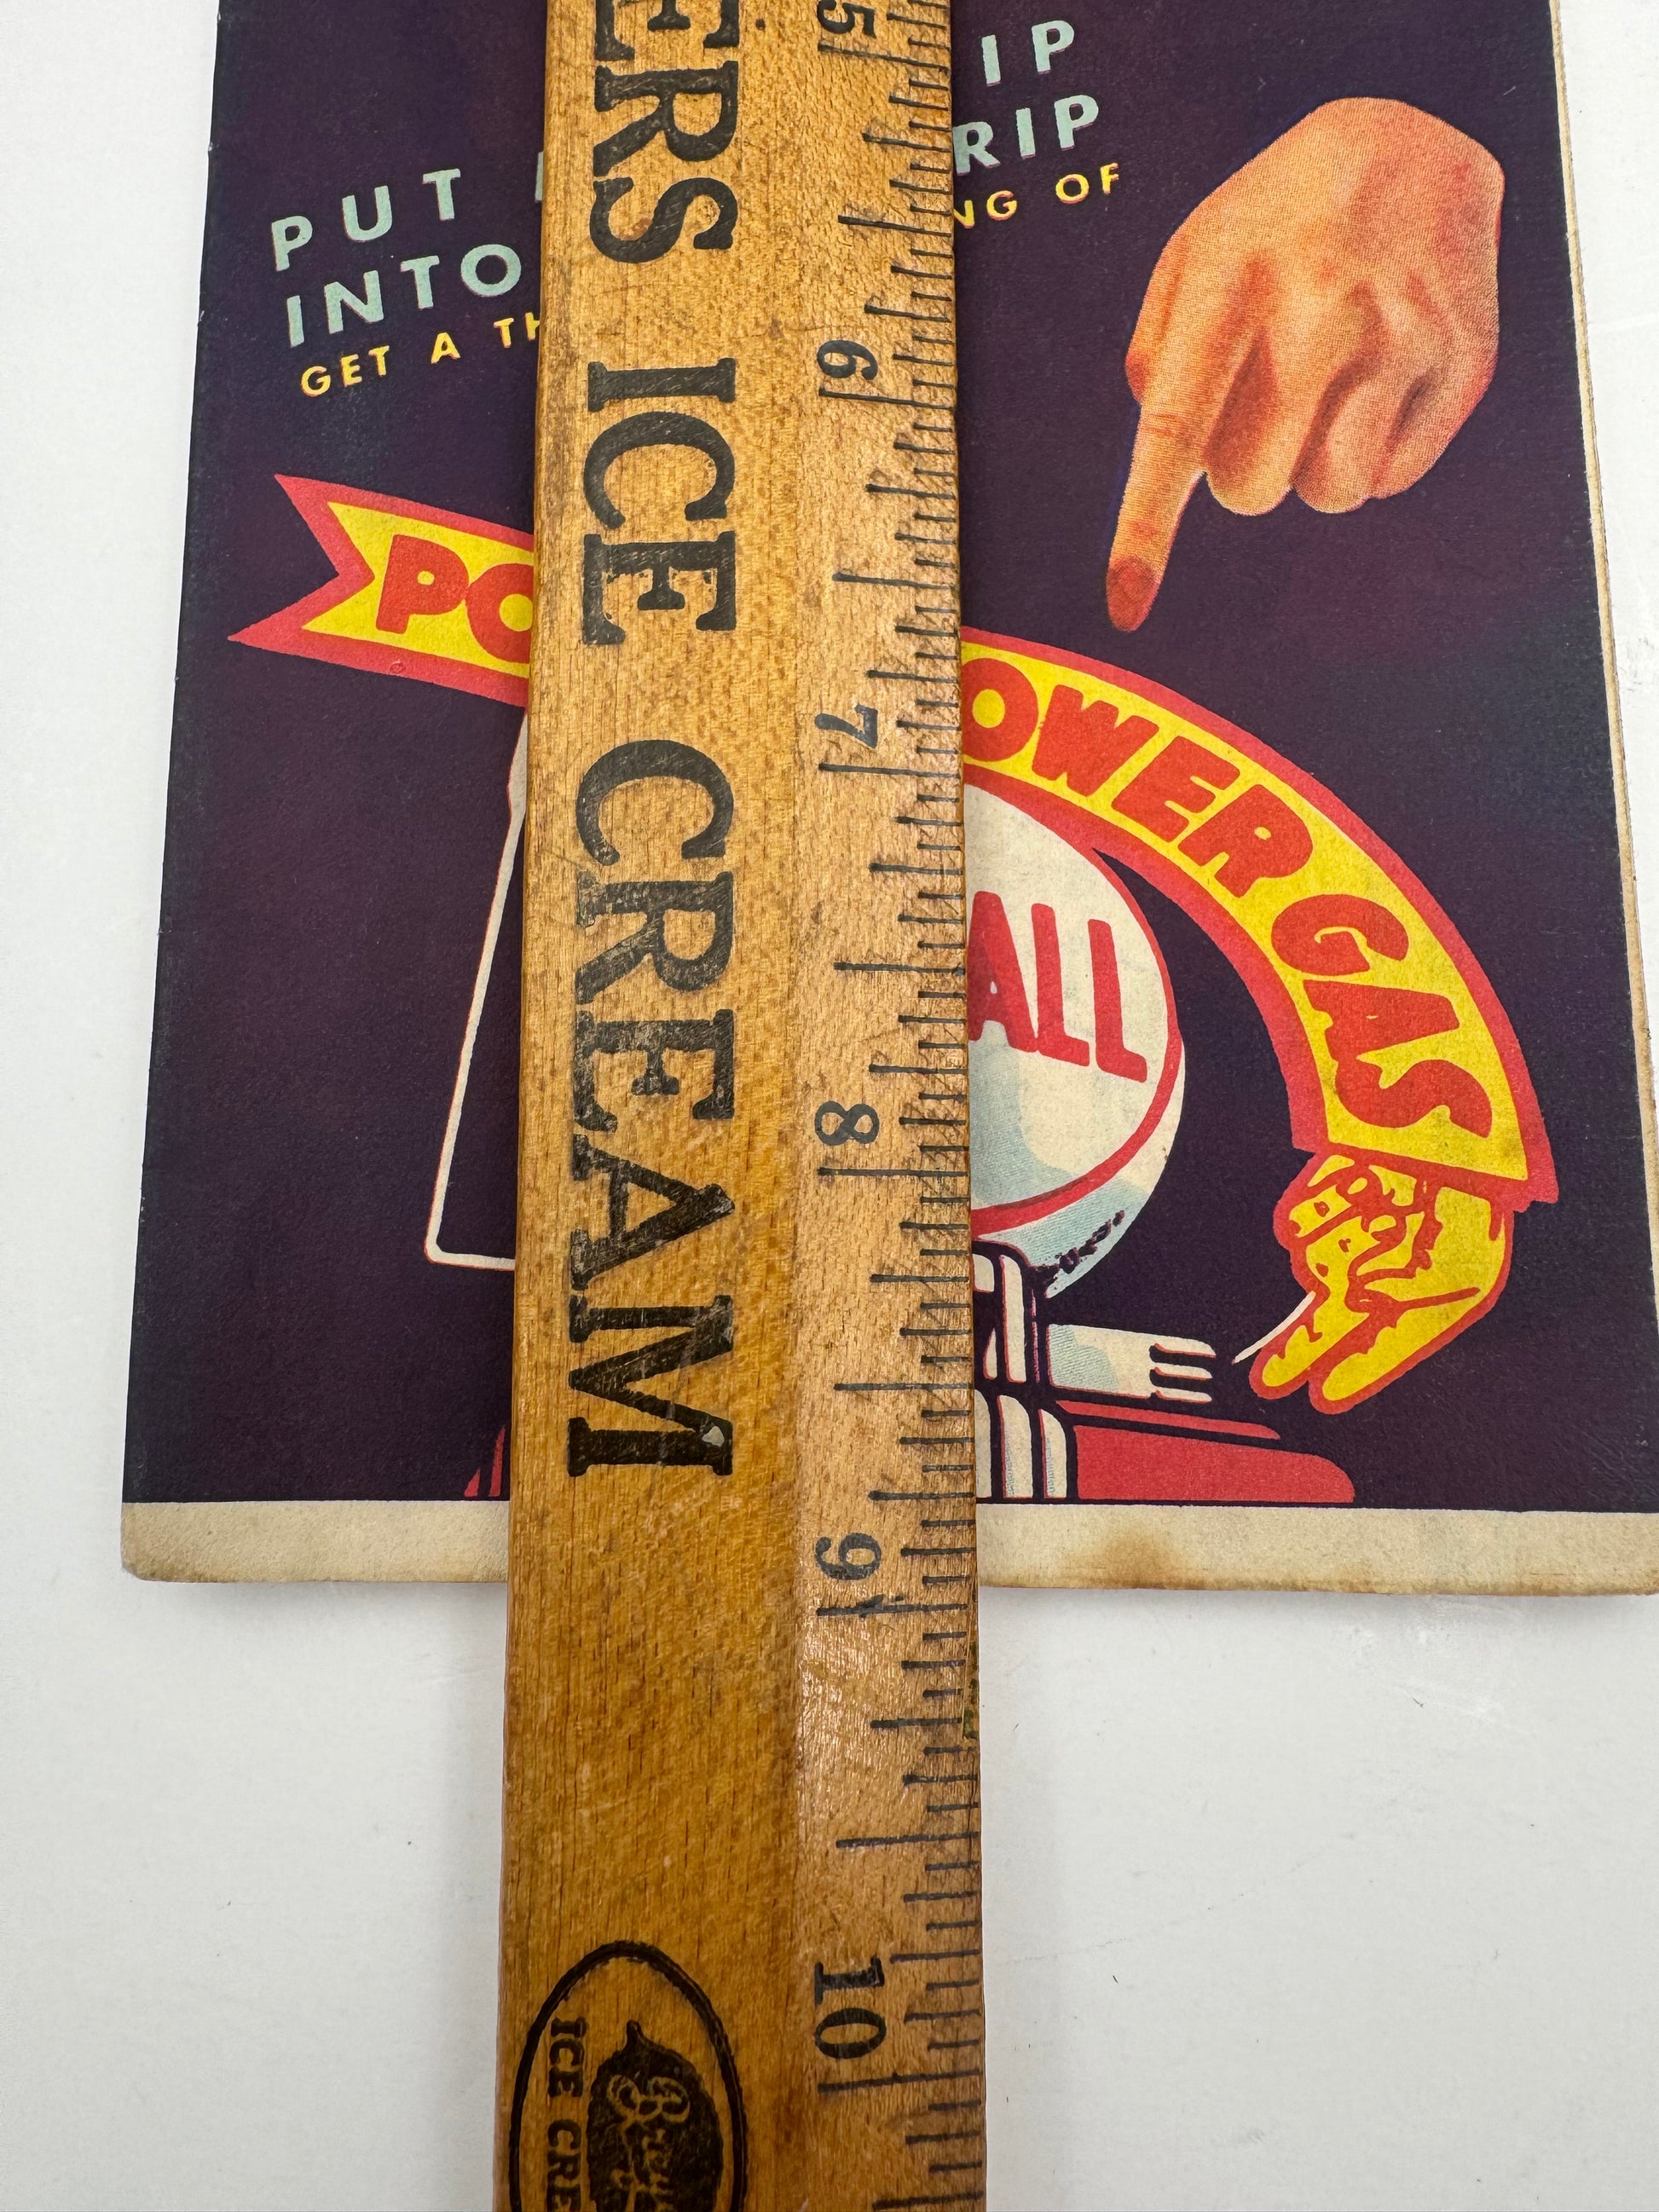 IP
PUT
RIP
INTO
NG OF
GET A TH
PO
OWER GAS
ALL
ERS ICE CREAM
5
6
7
8
9
10
ICE CRE